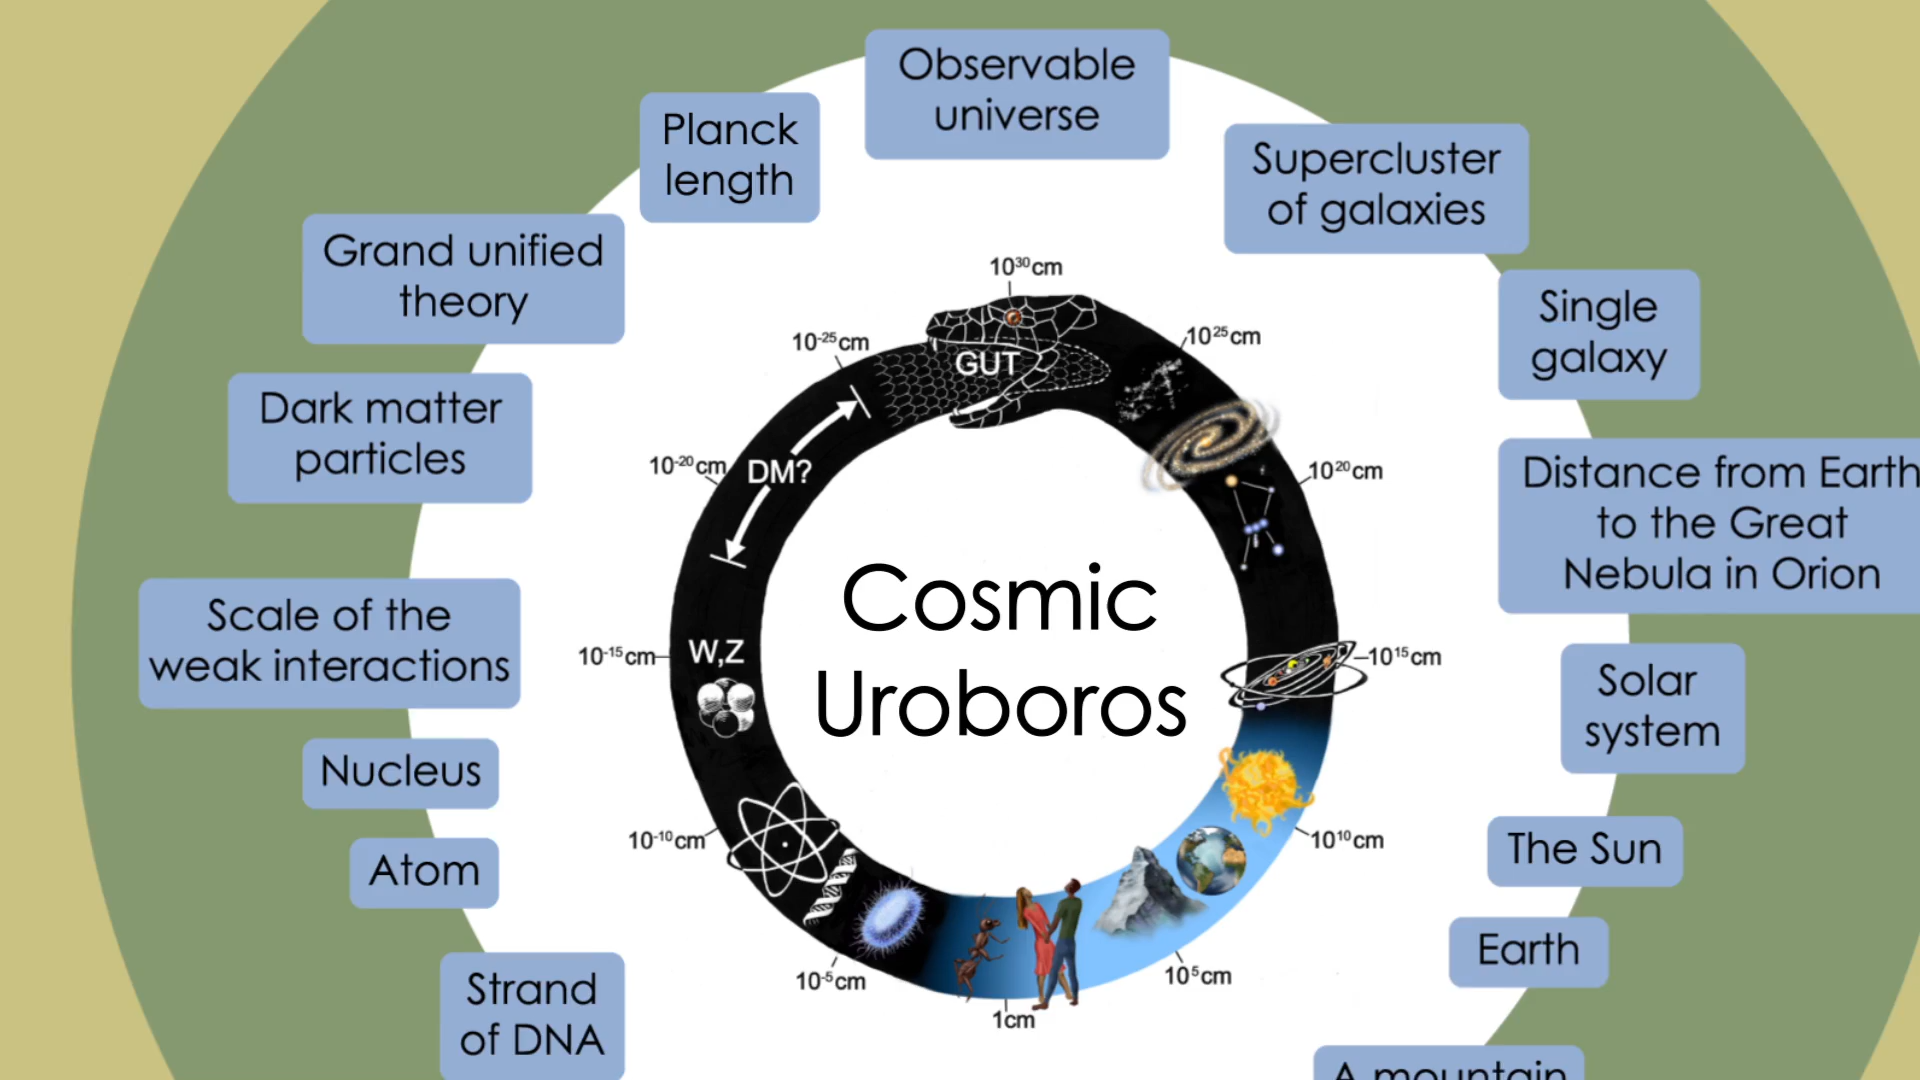 Observable
universe
Planck
length
Supercluster
of galaxies
Grand unified
theory
10³⁰cm
Single
galaxy
10⁻²⁵cm
10²⁵cm
GUT
Dark matter
particles
10⁻²⁰cm
DM?
10²⁰cm
Distance from Earth
to the Great
Nebula in Orion
Cosmic
Uroboros
Scale of the
weak interactions
10⁻¹⁵cm
W,Z
10¹⁵cm
Solar
system
Nucleus
10⁻¹⁰cm
10¹⁰cm
The Sun
Atom
Earth
10⁻⁵cm
10⁵cm
Strand
of DNA
1cm
A mountain